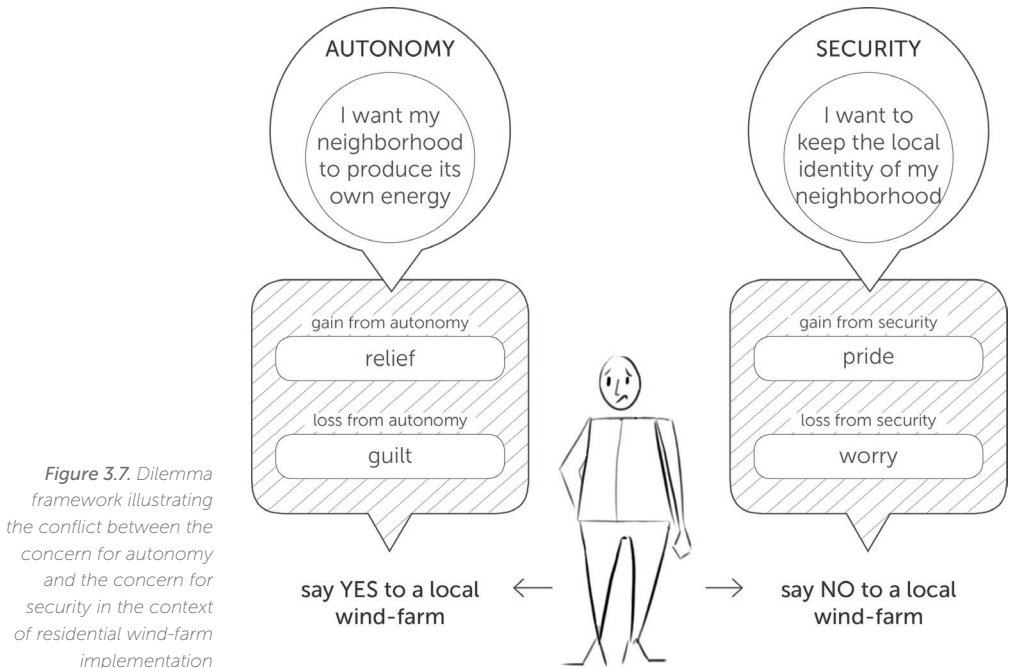 AUTONOMY
I want my
neighborhood
to produce its
own energy
gain from autonomy
relief
loss from autonomy
guilt
say YES to a local
wind-farm
SECURITY
I want to
keep the local
identity of my
neighborhood
gain from security
pride
loss from security
worry
say NO to a local
wind-farm
Figure 3.7. Dilemma
framework illustrating
the conflict between the
concern for autonomy
and the concern for
security in the context
of residential wind-farm
implementation